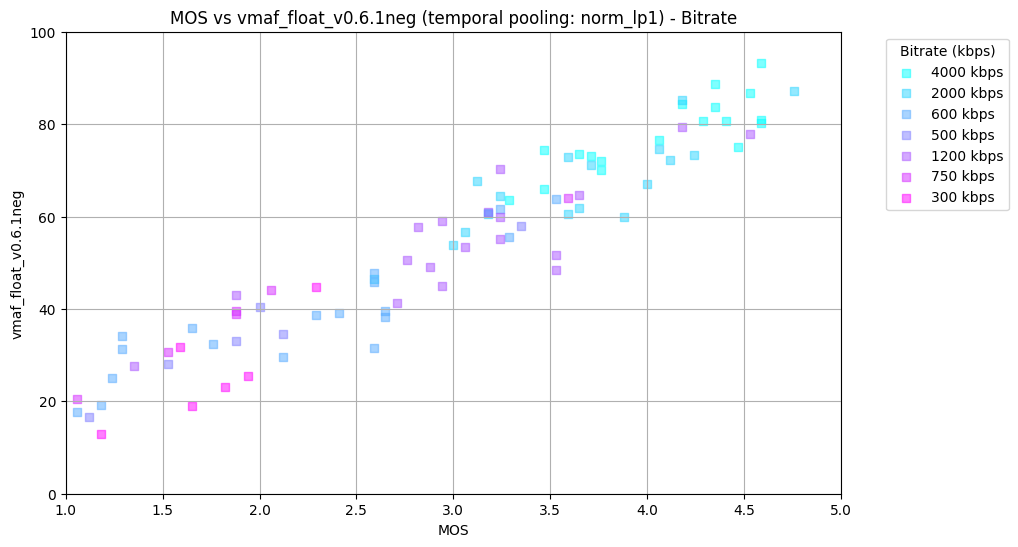 MOS vs vmaf_float_v0.6.1neg (temporal pooling: norm_lp1) - Bitrate
100
80
60
40
20
0
vmaf_float_v0.6.1neg
1.0 1.5 2.0 2.5 3.0 3.5 4.0 4.5 5.0
MOS
Bitrate (kbps)
4000 kbps
2000 kbps
600 kbps
500 kbps
1200 kbps
750 kbps
300 kbps